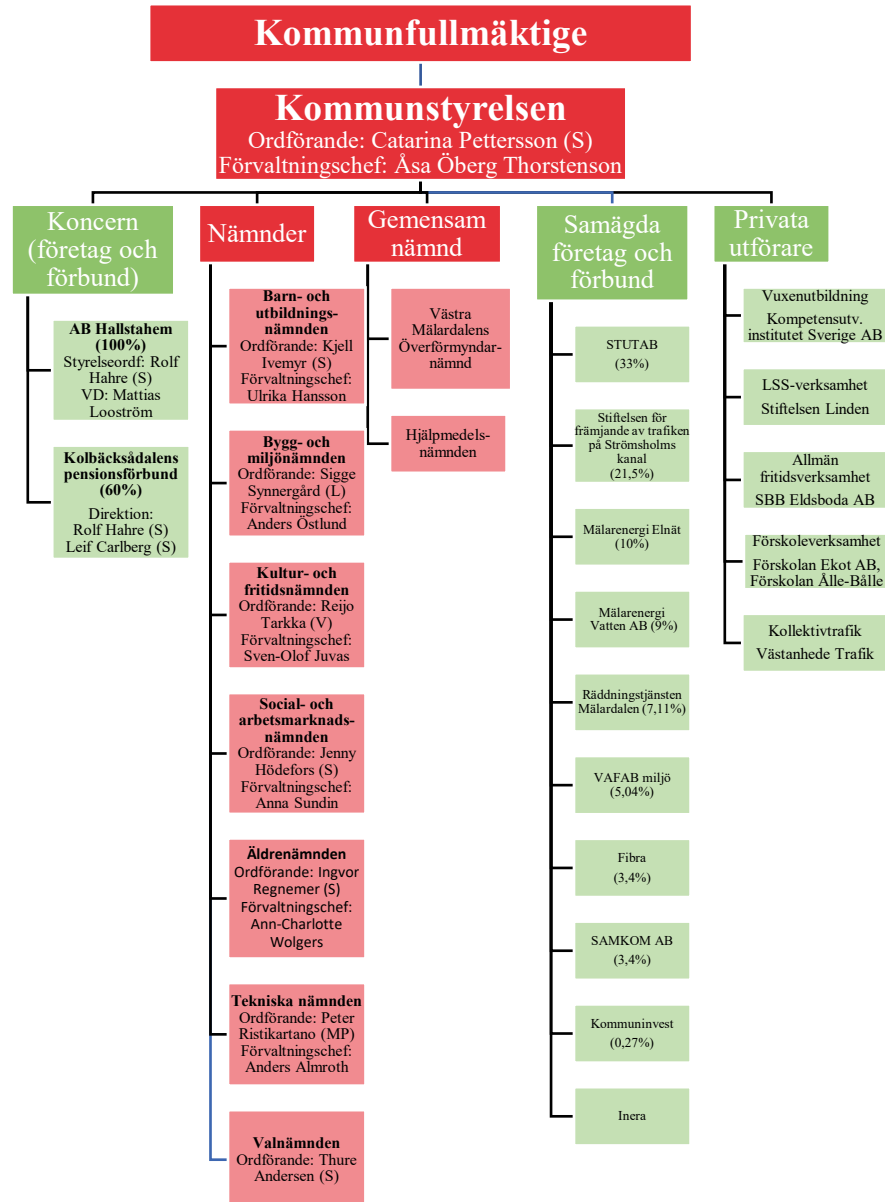 Kommunfullmäktige
Kommunstyrelsen
Ordförande: Catarina Pettersson (S)
Förvaltningschef: Åsa Öberg Thorstenson
Koncern
(företag och
förbund)
AB Hallstahem
(100%)
Styrelseordf: Rolf
Hahre (S)
VD: Mattias
Looström
Kolbäcksådalens
pensionsförbund
(60%)
Direktion:
Rolf Hahre (S)
Leif Carlberg (S)
Nämnder
Barn- och
utbildnings-
nämnden
Ordförande: Kjell
Ivemyr (S)
Förvaltningschef:
Ulrika Hansson
Bygg- och
miljönämnden
Ordförande: Sigge
Synnergård (L)
Förvaltningschef:
Anders Östlund
Kultur- och
fritidsnämnden
Ordförande: Reijo
Tarkka (V)
Förvaltningschef:
Sven-Olof Juvas
Social- och
arbetsmarknads-
nämnden
Ordförande: Jenny
Hödefors (S)
Förvaltningschef:
Anna Sundin
Äldrenämnden
Ordförande: Ingvor
Regnemer (S)
Förvaltningschef:
Ann-Charlotte
Wolgers
Tekniska nämnden
Ordförande: Peter
Ristikartano (MP)
Förvaltningschef:
Anders Almroth
Valnämnden
Ordförande: Thure
Andersen (S)
Gemensam
nämnd
Västra
Mälardalens
Överförmyndar-
nämnd
Hjälpmedels-
nämnden
Samägda
företag och
förbund
STUTAB
(33%)
Stiftelsen för
främjande av trafiken
på Strömsholms
kanal
(21,5%)
Mälarenergi Elnät
(10%)
Mälarenergi
Vatten AB (9%)
Räddningstjänsten
Mälardalen (7,11%)
VAFAB miljö
(5,04%)
Fibra
(3,4%)
SAMKOM AB
(3,4%)
Kommuninvest
(0,27%)
Inera
Privata
utförare
Vuxenutbildning
Kompetensutv.
institutet Sverige AB
LSS-verksamhet
Stiftelsen Linden
Allmän
fritidsverksamhet
SBB Eldsboda AB
Förskoleverksamhet
Förskolan Ekot AB,
Förskolan Ålle-Bålle
Kollektivtrafik
Västanhede Trafik